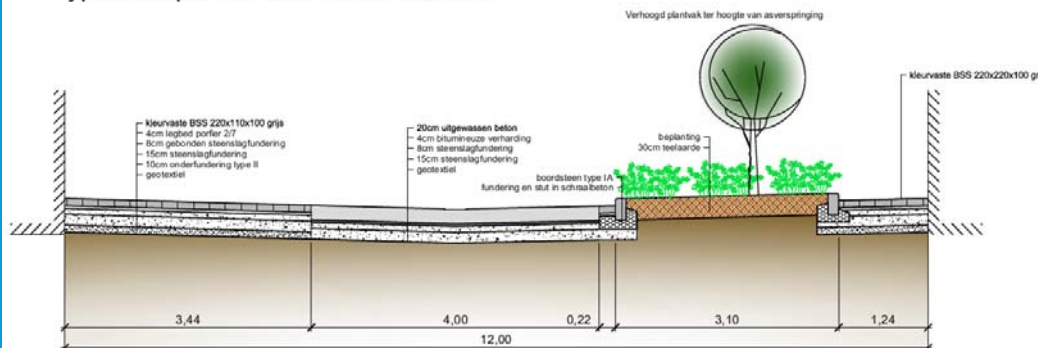 Verhoogd plantvak ter hoogte van asverspringing
kleurvaste BSS 220x220x100 gr
kleurvaste BSS 220x110x100 grijs
4cm legbed porfier 2/7
8cm gebonden steenslagfundering
15cm steenslagfundering
10cm onderfundering type II
geotextiel
20cm uitgewassen beton
4cm bitumineuze verharding
8cm steenslagfundering
15cm steenslagfundering
geotextiel
beplanting
30cm teelaarde
boordsteen type IA
fundering en stut in schraalbeton
3,44
4,00
0,22
3,10
1,24
12,00